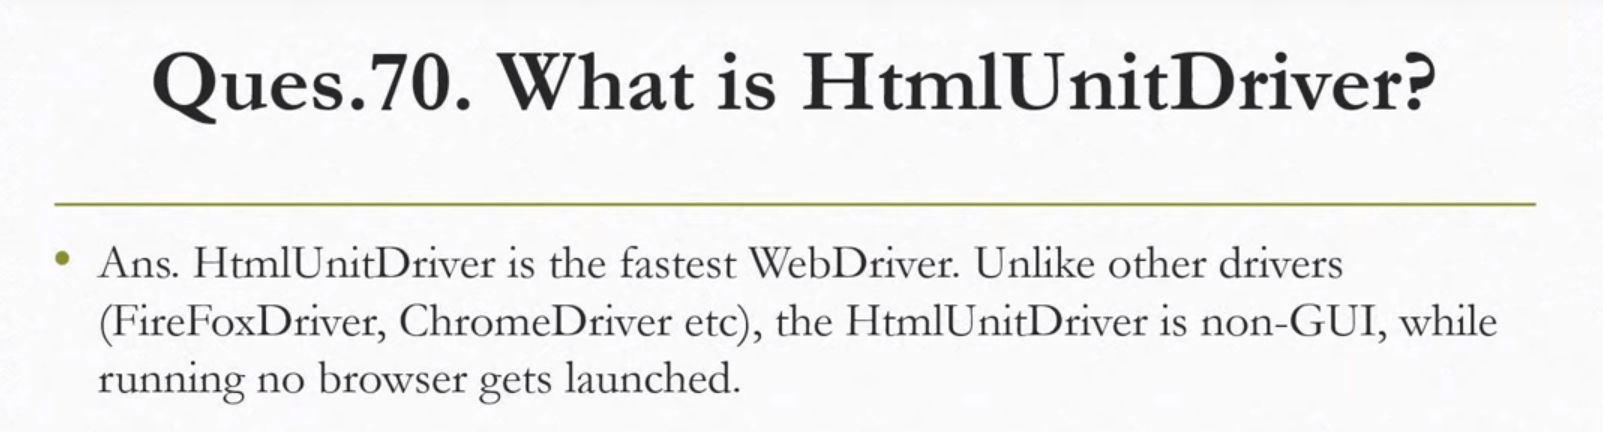 Ques.70. What is HtmlUnitDriver?
• Ans. HtmlUnitDriver is the fastest WebDriver. Unlike other drivers
(FireFoxDriver, ChromeDriver etc), the HtmlUnitDriver is non-GUI, while
running no browser gets launched.